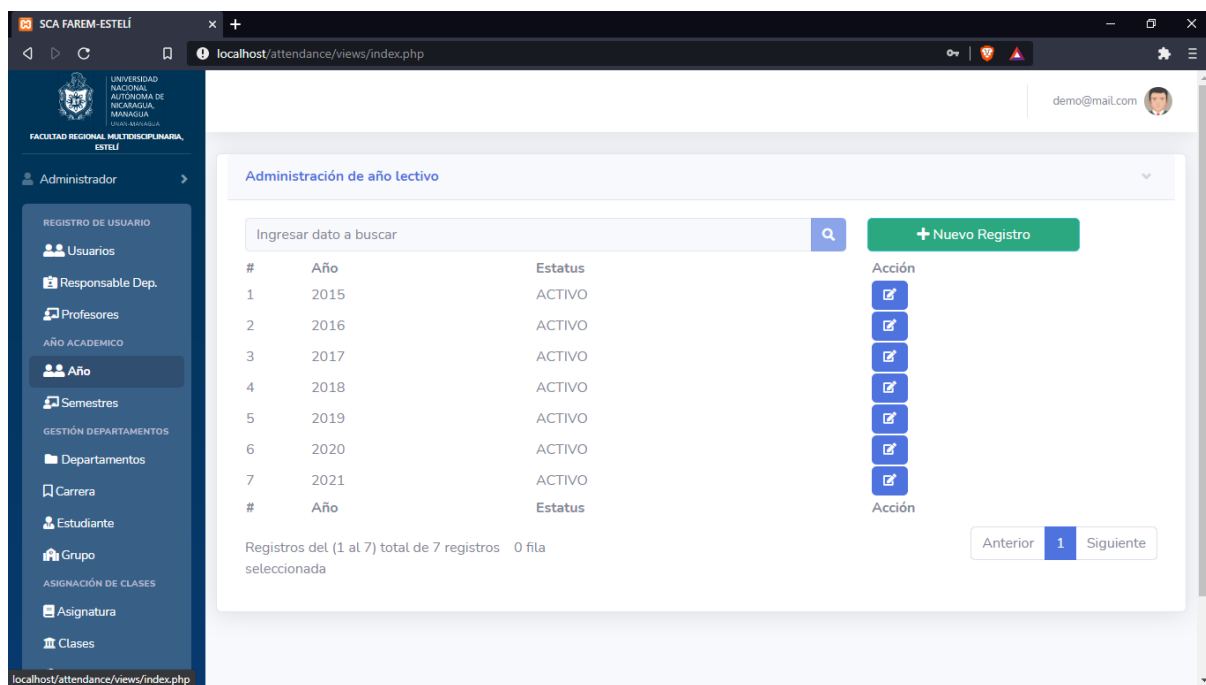 SCA FAREM-ESTELÍ
localhost/attendance/views/index.php
UNIVERSIDAD
NACIONAL
AUTÓNOMA DE
NICARAGUA,
MANAGUA
UNAN-MANAGUA
FACULTAD REGIONAL MULTIDISCIPLINARIA,
ESTELÍ
demo@mail.com
Administrador
REGISTRO DE USUARIO
Usuarios
Responsable Dep.
Profesores
AÑO ACADEMICO
Año
Semestres
GESTIÓN DEPARTAMENTOS
Departamentos
Carrera
Estudiante
Grupo
ASIGNACIÓN DE CLASES
Asignatura
Clases
localhost/attendance/views/index.php
Administración de año lectivo
Ingresar dato a buscar
Nuevo Registro
# Año Estatus Acción
1 2015 ACTIVO
2 2016 ACTIVO
3 2017 ACTIVO
4 2018 ACTIVO
5 2019 ACTIVO
6 2020 ACTIVO
7 2021 ACTIVO
# Año Estatus Acción
Registros del (1 al 7) total de 7 registros 0 fila
seleccionada
Anterior 1 Siguiente